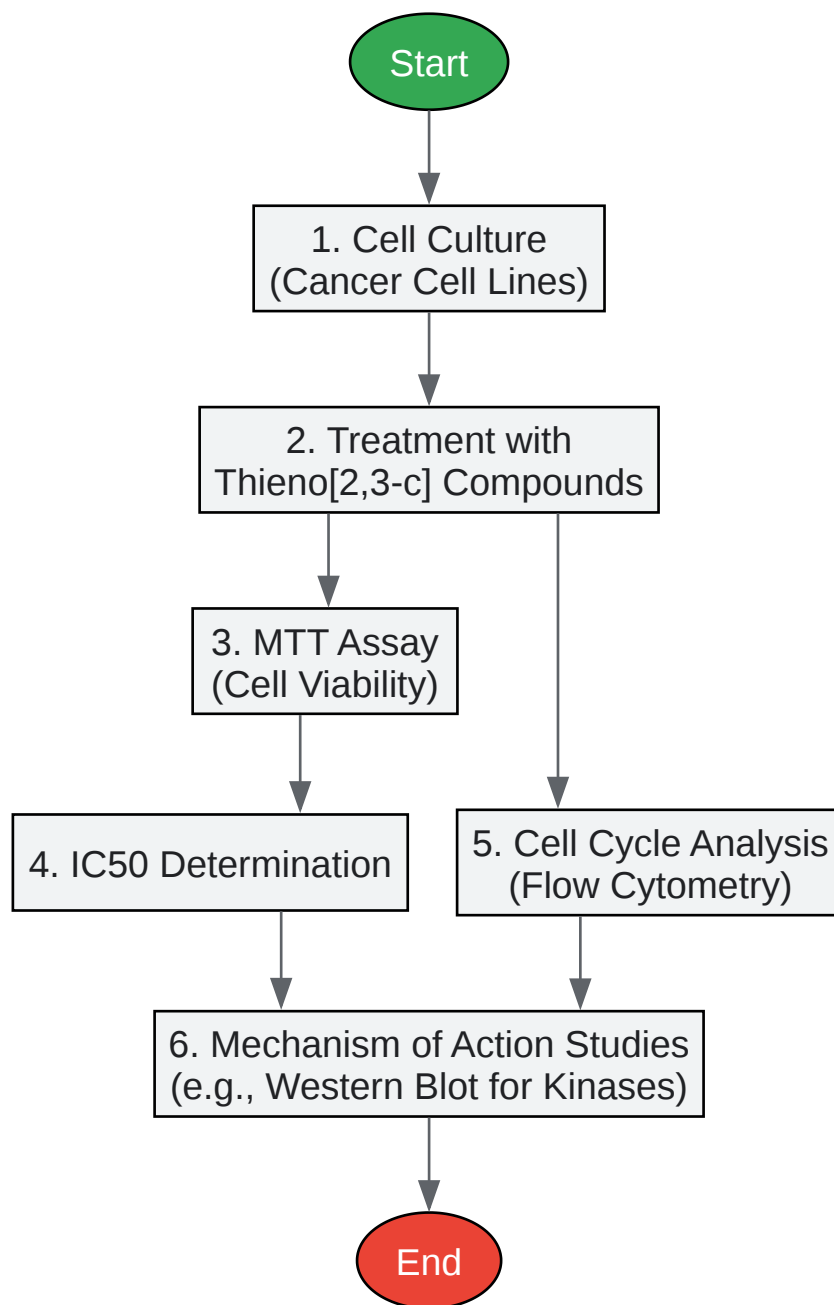 Start
1. Cell Culture
(Cancer Cell Lines)
2. Treatment with
Thieno[2,3-c] Compounds
3. MTT Assay
(Cell Viability)
4. IC50 Determination
5. Cell Cycle Analysis
(Flow Cytometry)
6. Mechanism of Action Studies
(e.g., Western Blot for Kinases)
End